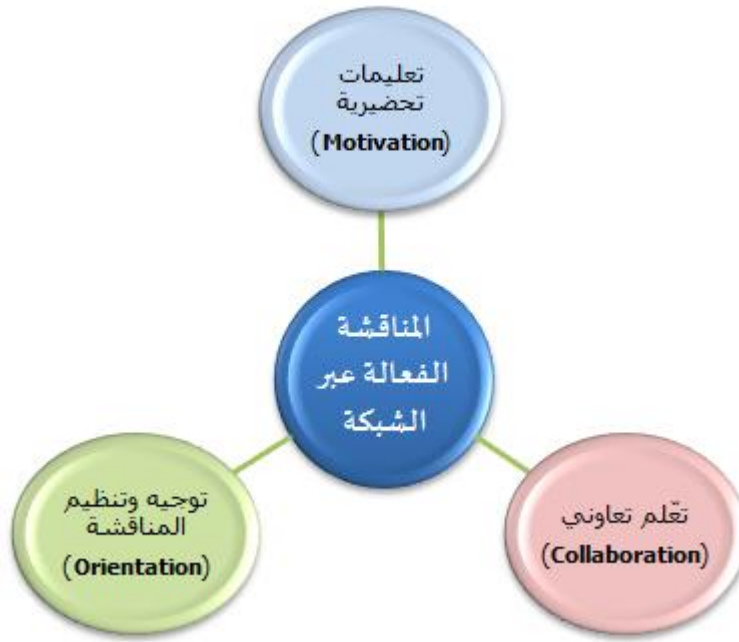 تعليمات
تحضيرية
(Motivation)
المناقشة
الفعالة عبر
الشبكة
توجيه وتنظيم
المناقشة
(Orientation)
تعّلم تعاوني
(Collaboration)